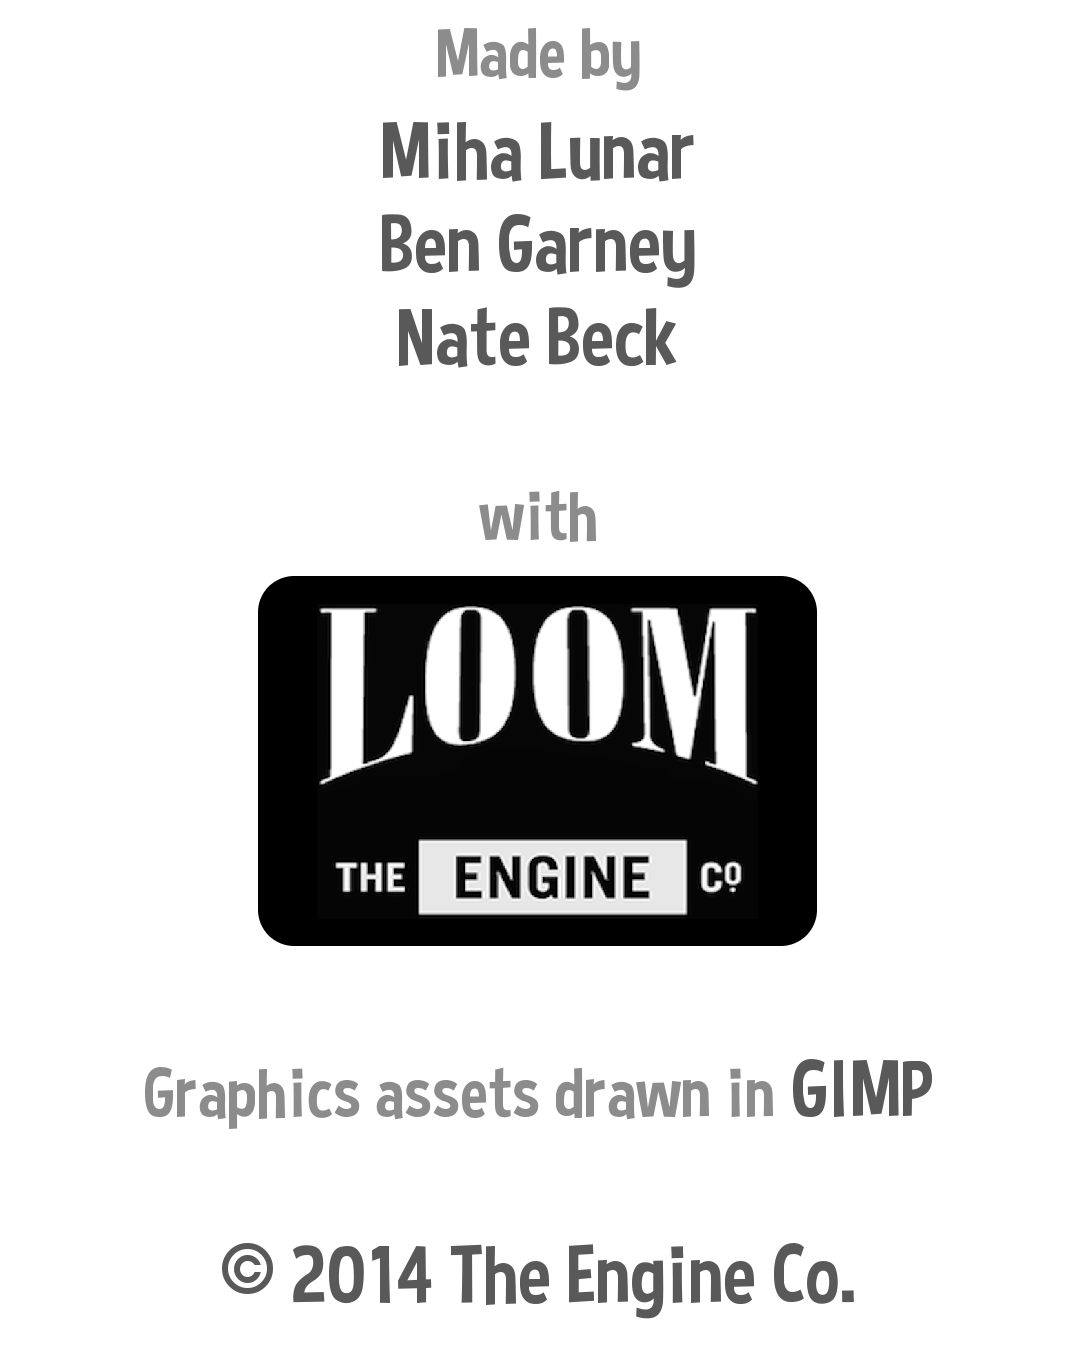 Made by
Miha Lunar
Ben Garney
Nate Beck
with
LOOM
THE ENGINE Co
Graphics assets drawn in GIMP
© 2014 The Engine Co.